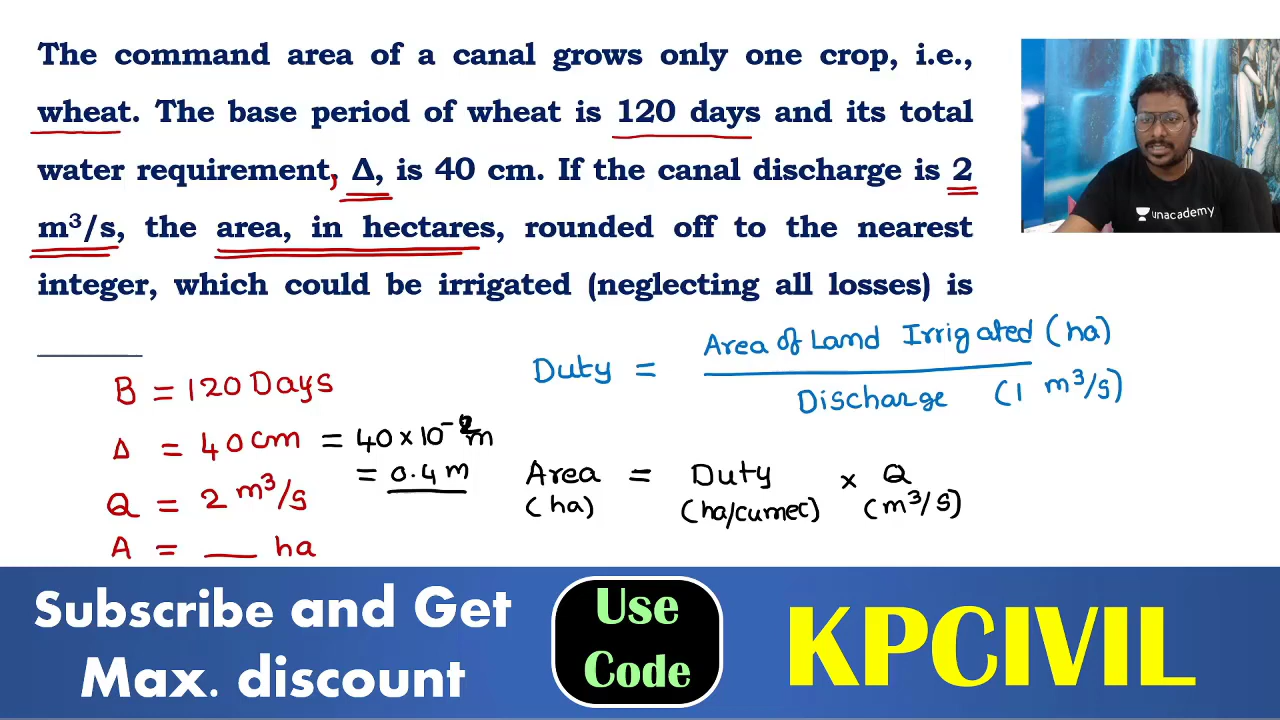 The command area of a canal grows only one crop, i.e.,
wheat. The base period of wheat is 120 days and its total
water requirement, Δ, is 40 cm. If the canal discharge is 2
m³/s, the area, in hectares, rounded off to the nearest
integer, which could be irrigated (neglecting all losses) is
__________
unacademy
Duty = Area of Land Irrigated (ha)
Discharge (1 m³/s)
B = 120 Days
Δ = 40 cm = 40 × 10⁻² m
= 0.4 m
Q = 2 m³/s
A = __ ha
Area = Duty × Q
(ha) (ha/cumec) (m³/s)
Subscribe and Get
Max. discount
Use
Code
KPCIVIL